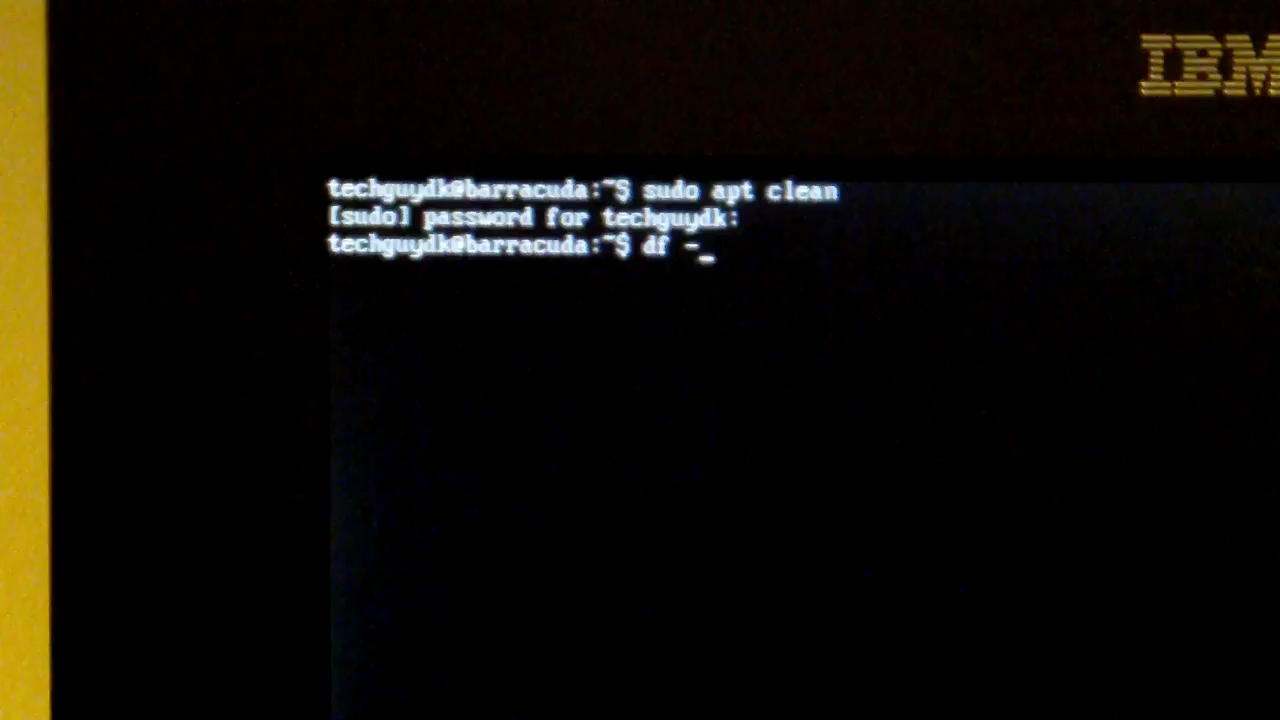 IBM
techguydk@barracuda:~$ sudo apt clean
[sudo] password for techguydk:
techguydk@barracuda:~$ df -_